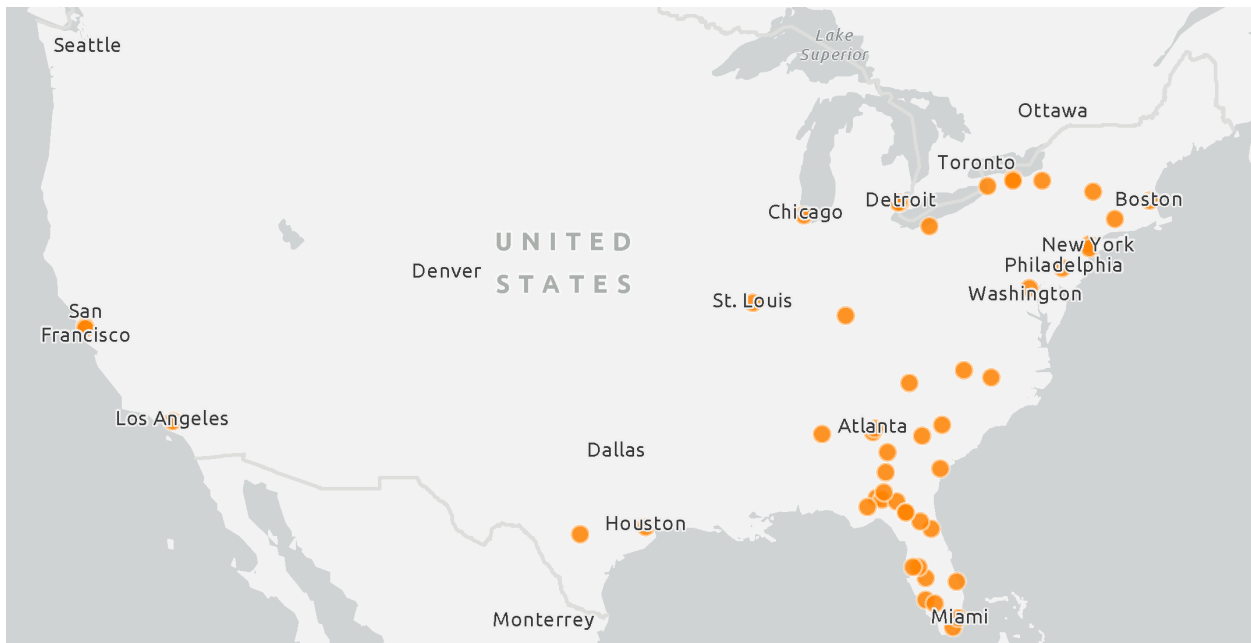 Seattle
Lake
Superior
Ottawa
Toronto
Detroit
Boston
Chicago
UNITED
New York
Denver
STATES
Philadelphia
St. Louis
Washington
San
Francisco
Los Angeles
Atlanta
Dallas
Houston
Monterrey
Miami